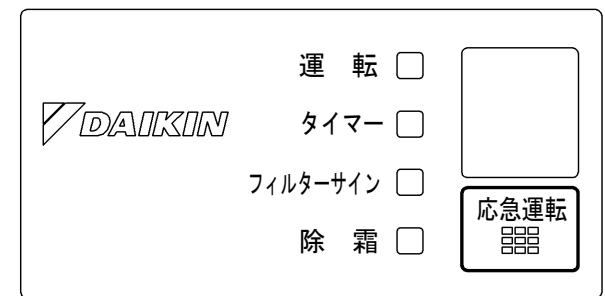 運 転
DAIKIN
タイマー
フィルターサイン
除 霜
応急運転